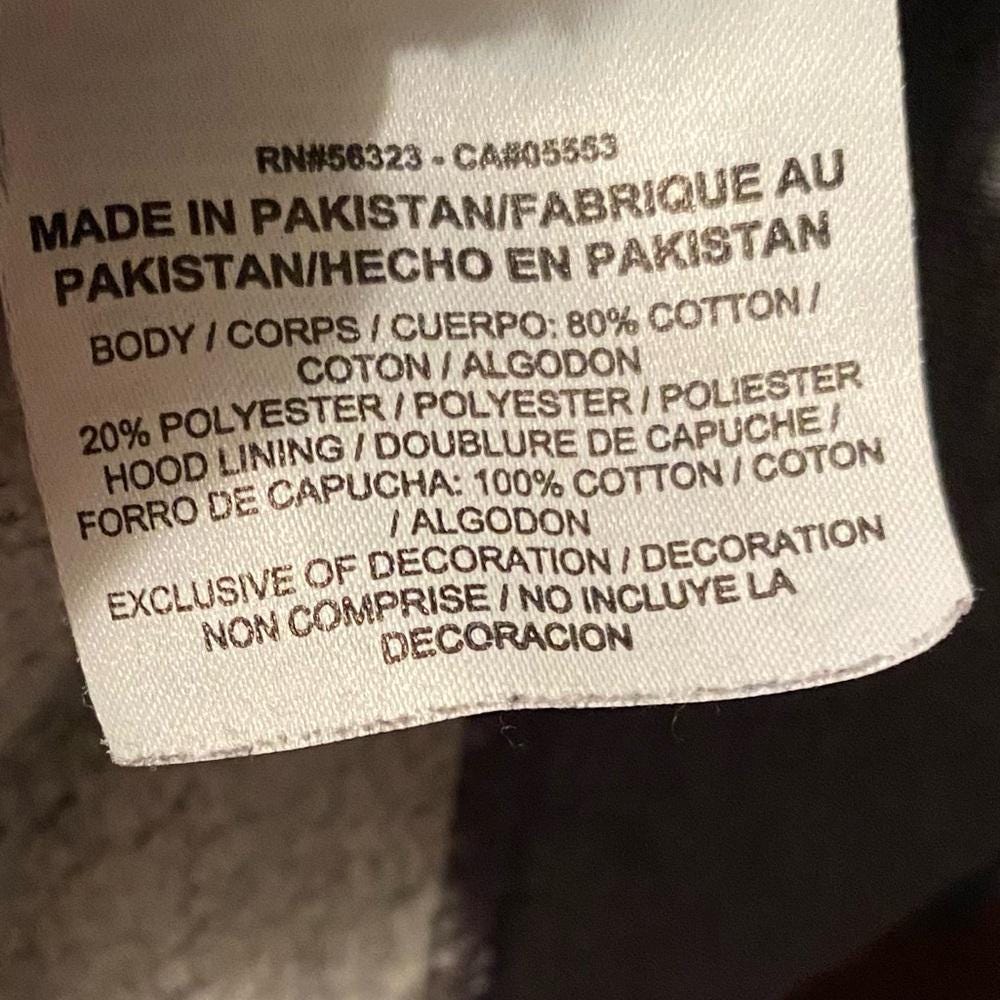 RN#56323 - CA#05553
MADE IN PAKISTAN/FABRIQUE AU
PAKISTAN/HECHO EN PAKISTAN
BODY / CORPS / CUERPO: 80% COTTON /
COTON / ALGODON
20% POLYESTER / POLYESTER / POLIESTER
HOOD LINING / DOUBLURE DE CAPUCHE /
FORRO DE CAPUCHA: 100% COTTON / COTON
/ ALGODON
EXCLUSIVE OF DECORATION / DECORATION
NON COMPRISE / NO INCLUYE LA
DECORACION